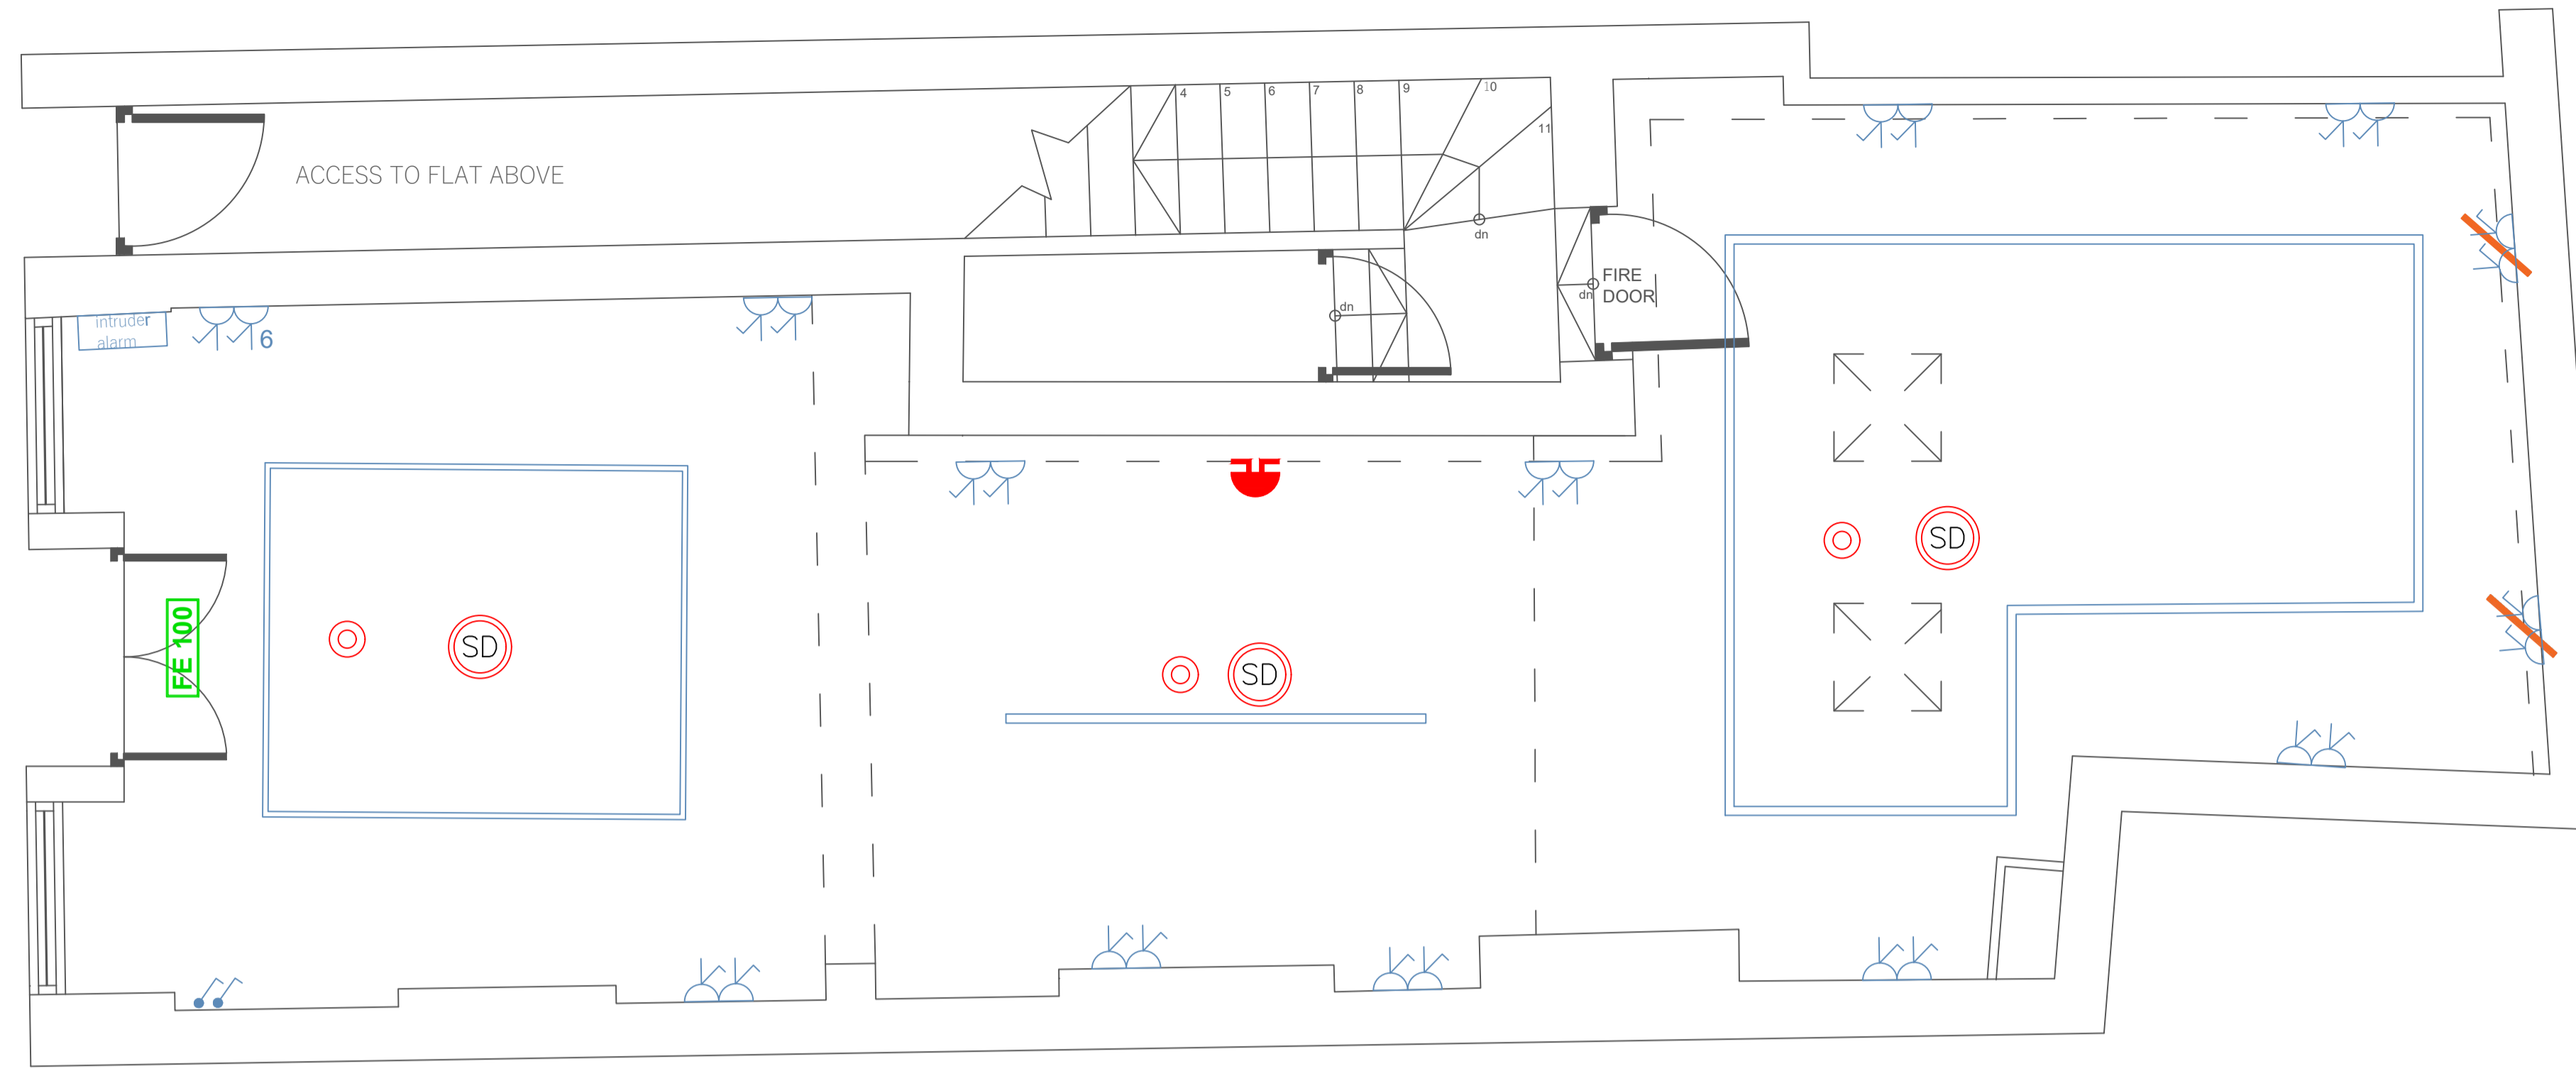 4
5
6
7
8
9
10
11
ACCESS TO FLAT ABOVE
dn
FIRE
DOOR
dn
dn
intruder
alarm
6
SD
FE 100
SD
SD